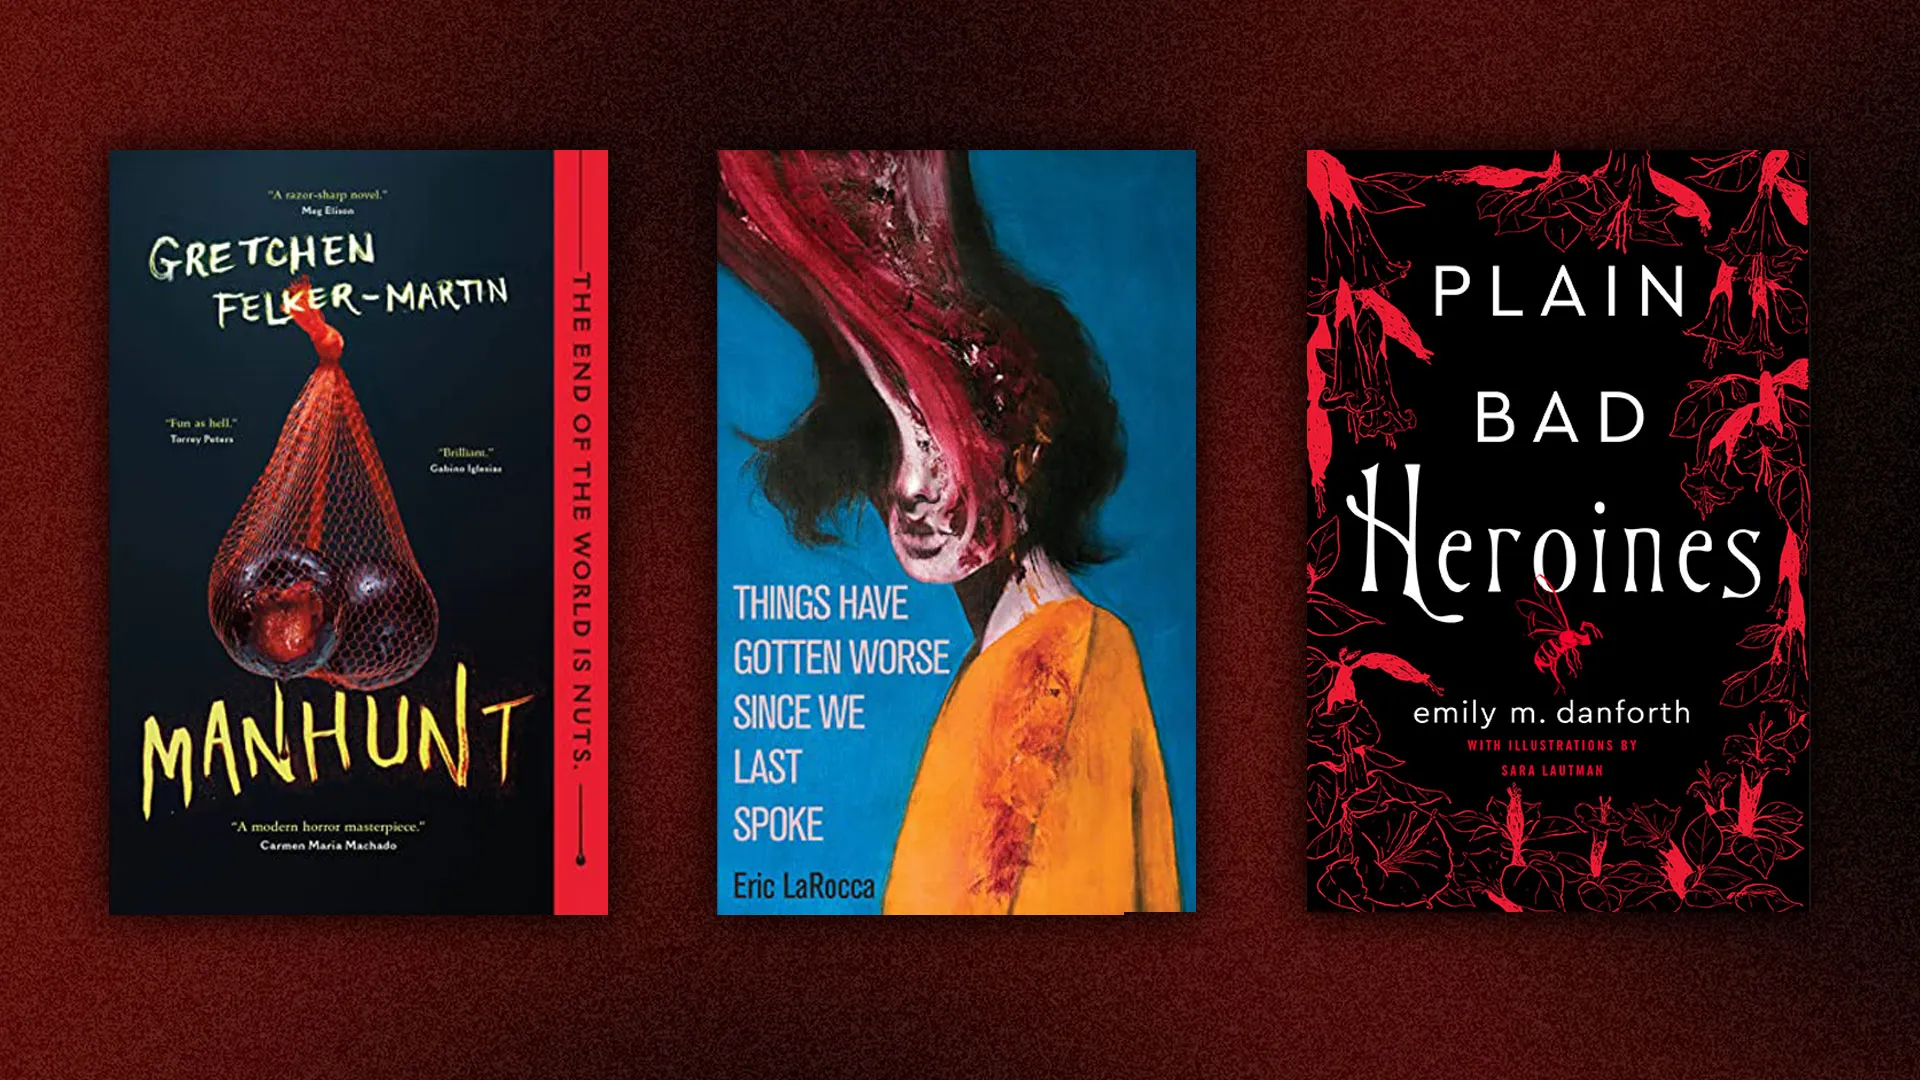 “A razor-sharp novel.”
Meg Elison
GRETCHEN
FELKER-MARTIN
“Fun as hell.”
Torrey Peters
“Brilliant.”
Gabino Iglesias
MANHUNT
“A modern horror masterpiece.”
Carmen Maria Machado
THE END OF THE WORLD IS NUTS.
THINGS HAVE
GOTTEN WORSE
SINCE WE
LAST
SPOKE
Eric LaRocca
PLAIN
BAD
Heroines
emily m. danforth
WITH ILLUSTRATIONS BY
SARA LAUTMAN